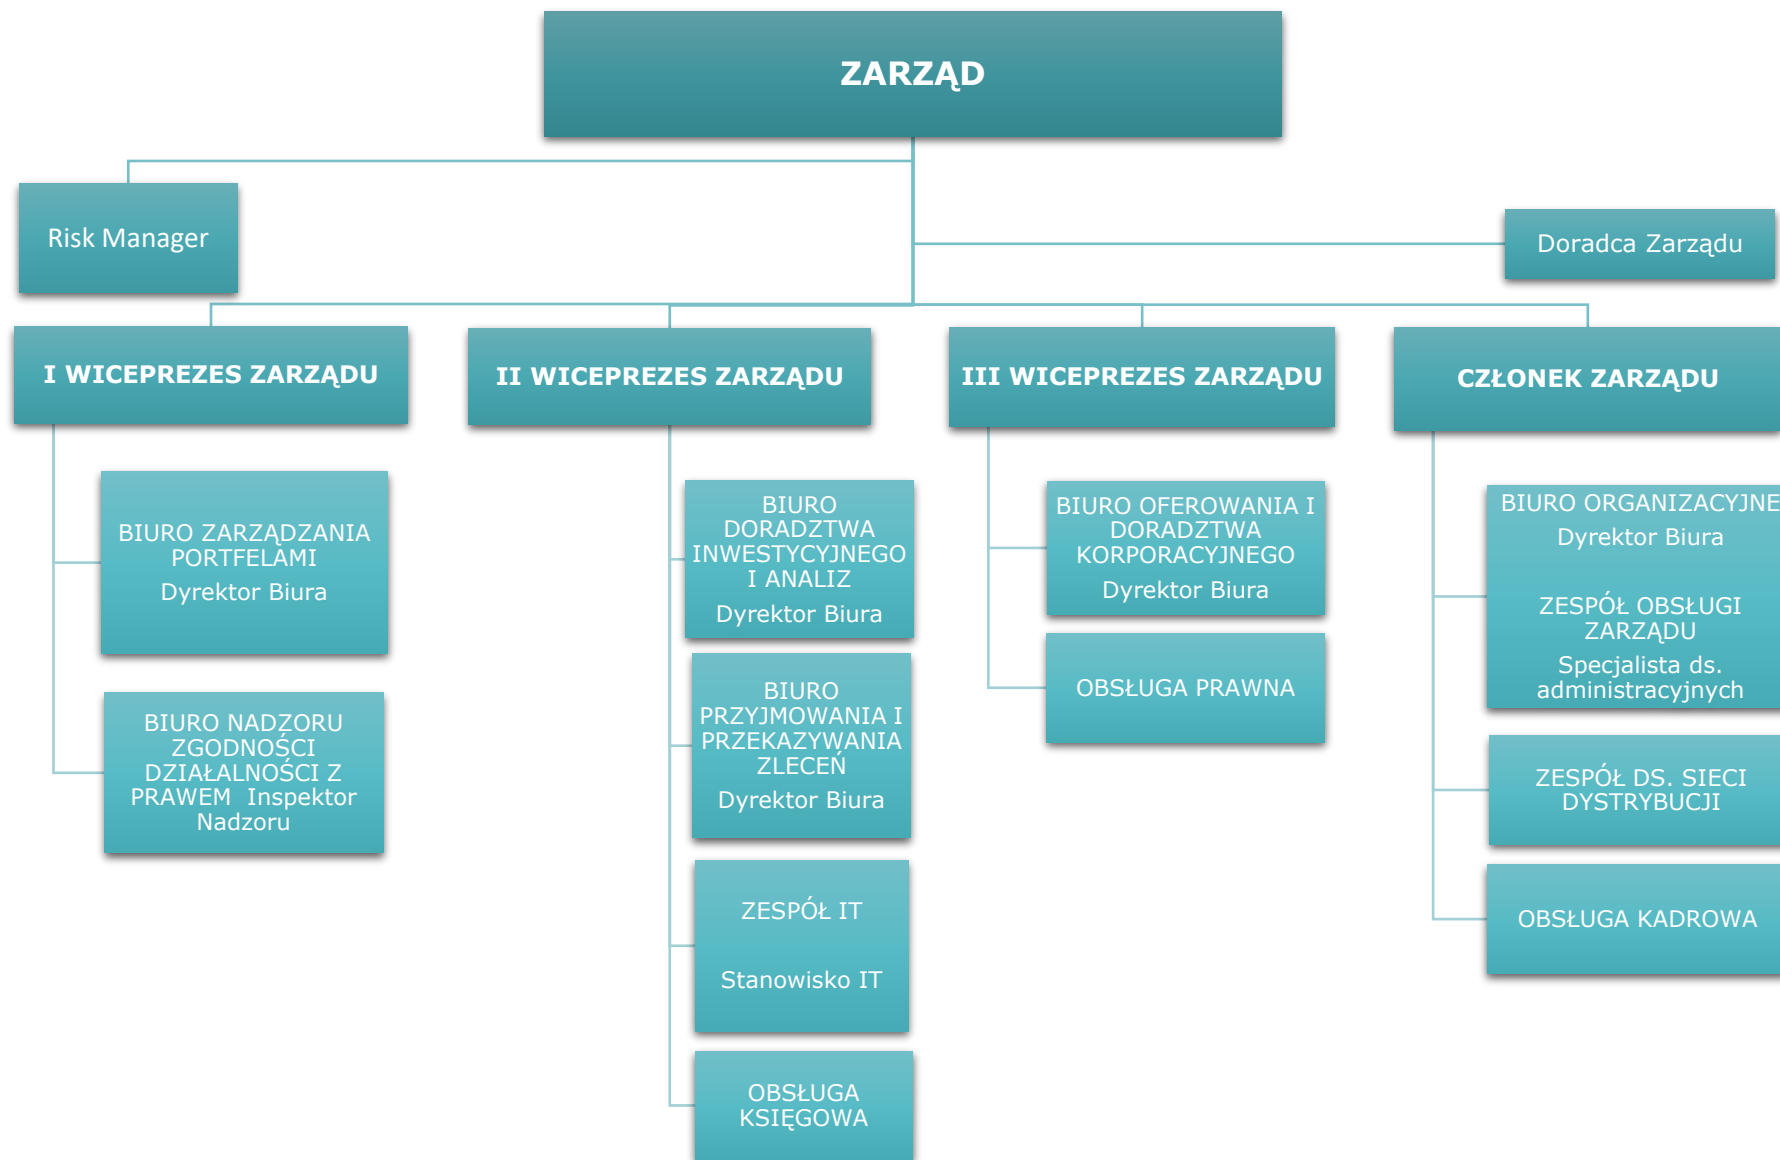 ZARZĄD
Risk Manager
Doradca Zarządu
I WICEPREZES ZARZĄDU
II WICEPREZES ZARZĄDU
III WICEPREZES ZARZĄDU
CZŁONEK ZARZĄDU
BIURO ZARZĄDZANIA
PORTFELAMI
Dyrektor Biura
BIURO NADZORU
ZGODNOŚCI
DZIAŁALNOŚCI Z
PRAWEM  Inspektor
Nadzoru
BIURO
DORADZTWA
INWESTYCYJNEGO
I ANALIZ
Dyrektor Biura
BIURO
PRZYJMOWANIA I
PRZEKAZYWANIA
ZLECEŃ
Dyrektor Biura
ZESPÓŁ IT
Stanowisko IT
OBSŁUGA
KSIĘGOWA
BIURO OFEROWANIA I
DORADZTWA
KORPORACYJNEGO
Dyrektor Biura
OBSŁUGA PRAWNA
BIURO ORGANIZACYJNE
Dyrektor Biura
ZESPÓŁ OBSŁUGI
ZARZĄDU
Specjalista ds.
administracyjnych
ZESPÓŁ DS. SIECI
DYSTRYBUCJI
OBSŁUGA KADROWA